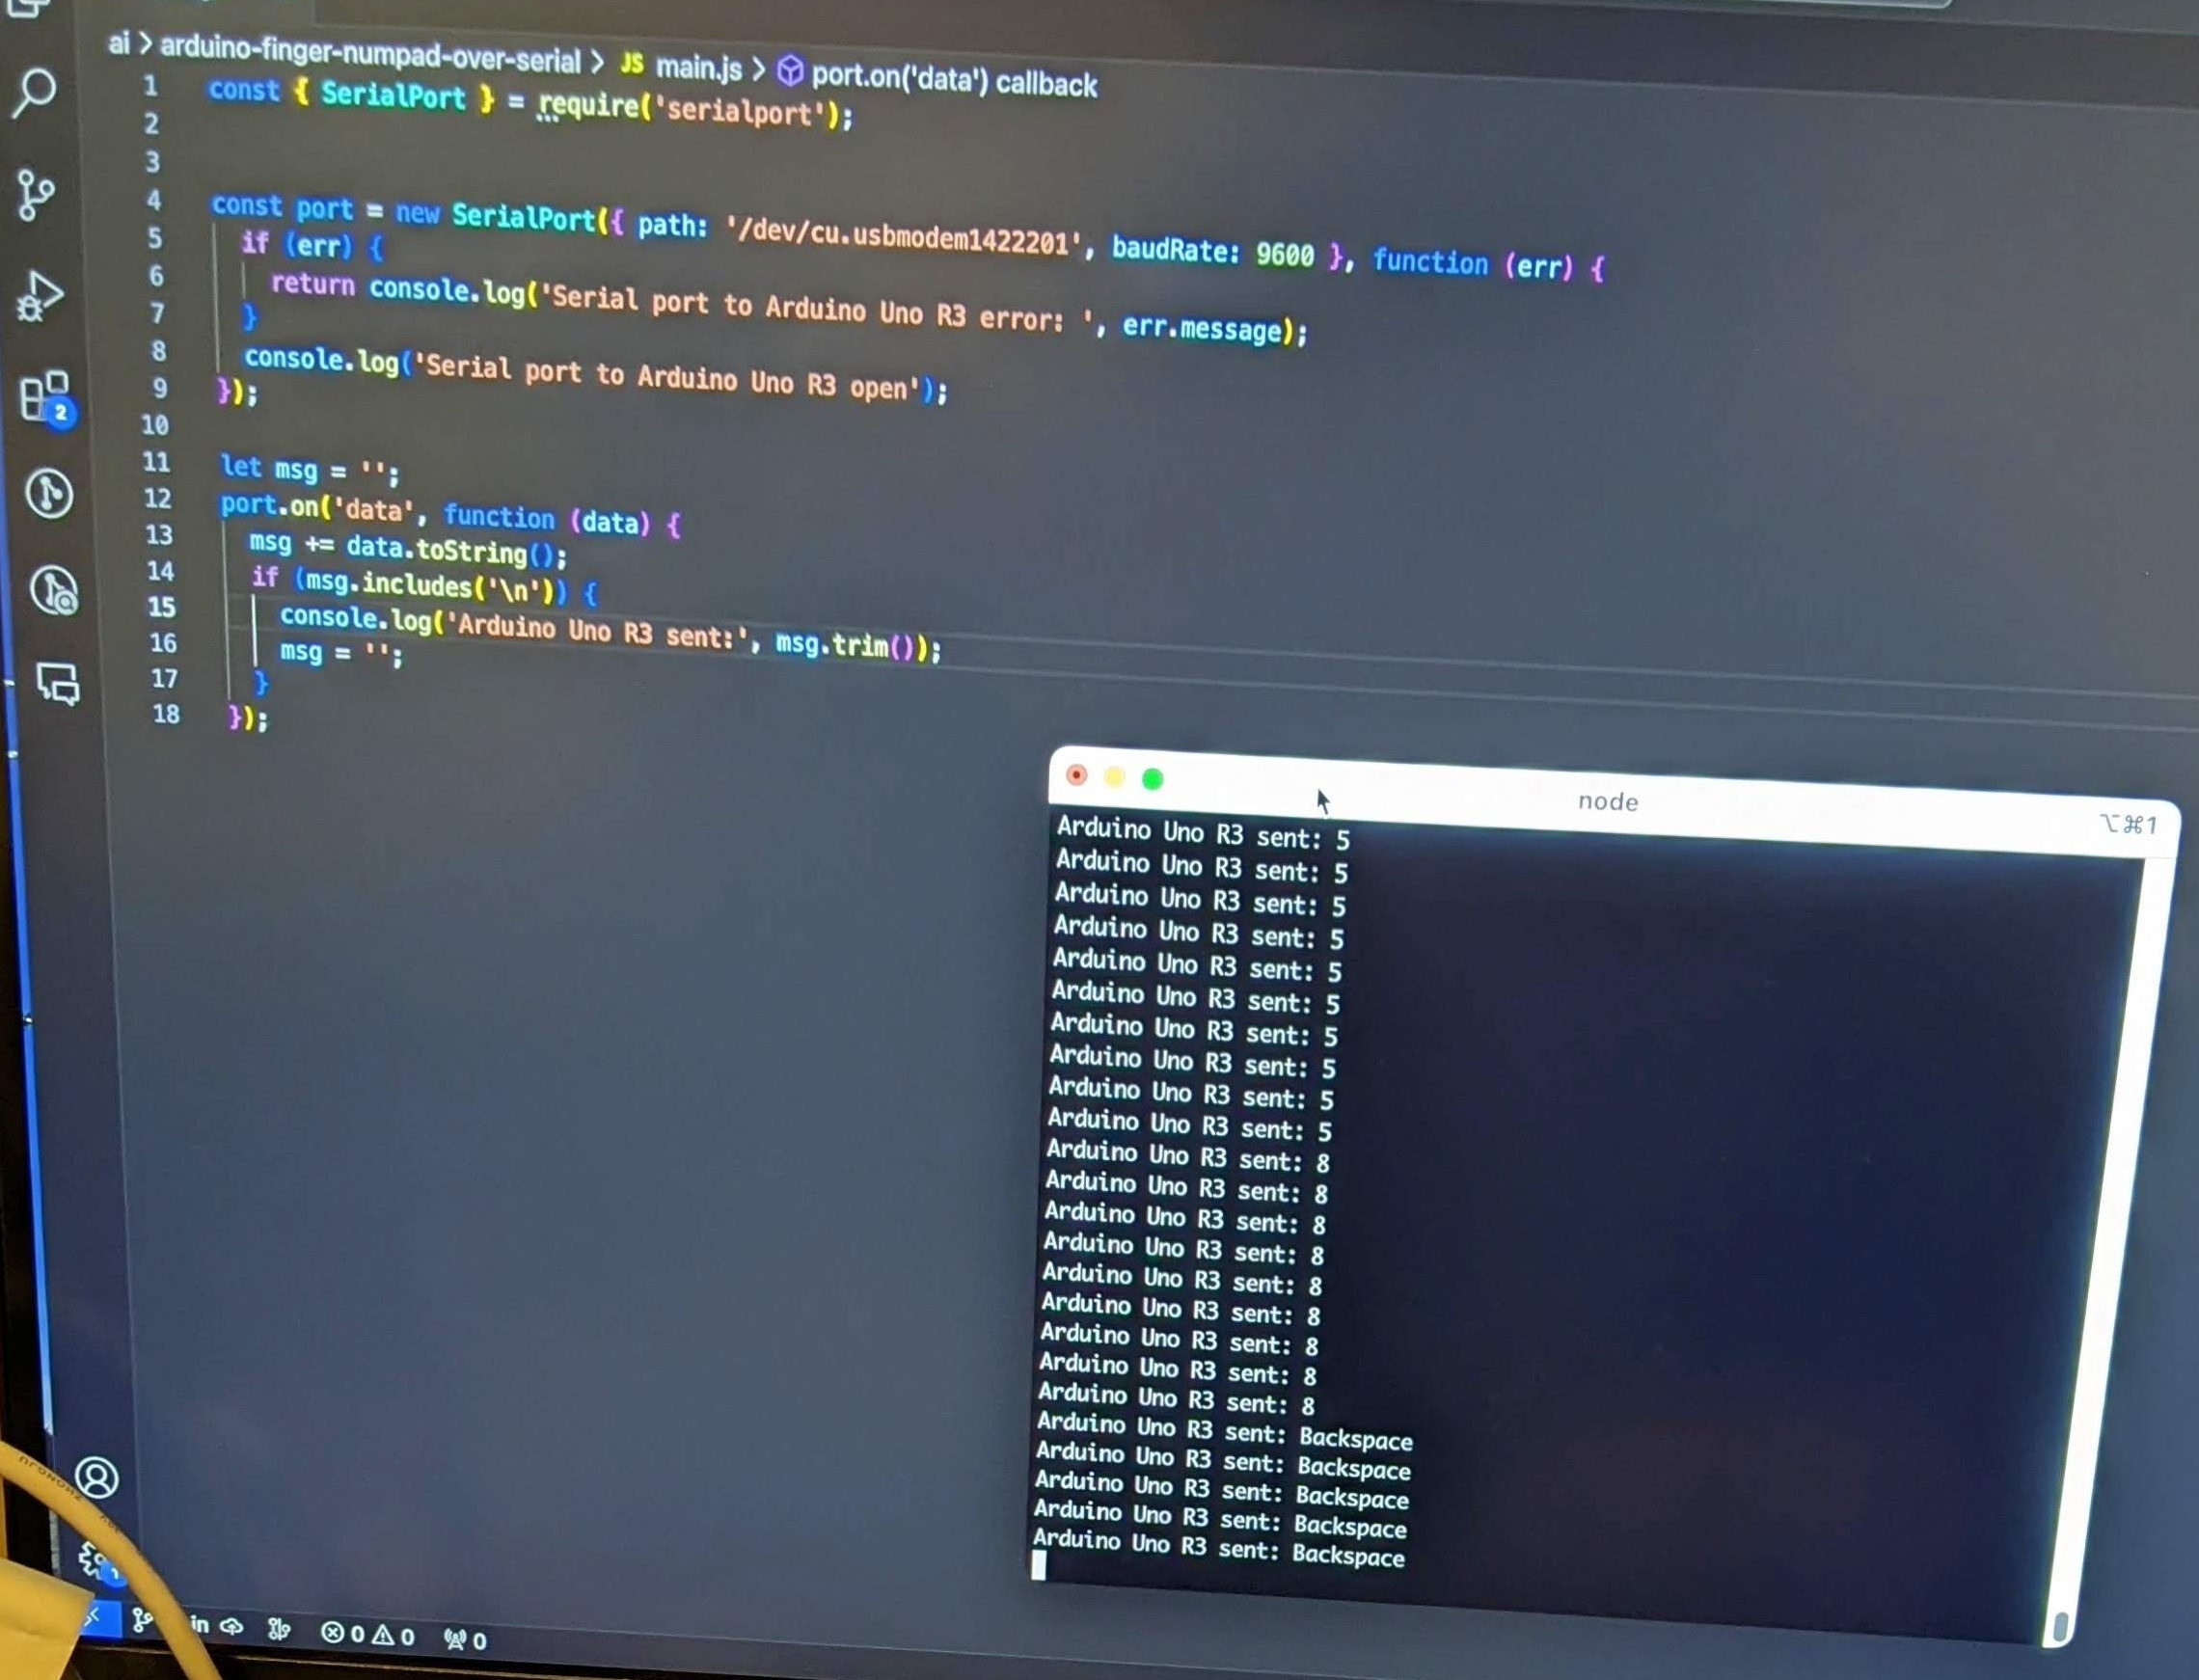 ai > arduino-finger-numpad-over-serial > JS main.js > port.on('data') callback
1 const { SerialPort } = require('serialport');
2
3
4 const port = new SerialPort({ path: '/dev/cu.usbmodem1422201', baudRate: 9600 }, function (err) {
5 if (err) {
6 return console.log('Serial port to Arduino Uno R3 error: ', err.message);
7 }
8 console.log('Serial port to Arduino Uno R3 open');
9 });
10
11 let msg = '';
12 port.on('data', function (data) {
13 msg += data.toString();
14 if (msg.includes('\n')) {
15 console.log('Arduino Uno R3 sent:', msg.trim());
16 msg = '';
17 }
18 });
2
node
⌥⌘1
Arduino Uno R3 sent: 5
Arduino Uno R3 sent: 5
Arduino Uno R3 sent: 5
Arduino Uno R3 sent: 5
Arduino Uno R3 sent: 5
Arduino Uno R3 sent: 5
Arduino Uno R3 sent: 5
Arduino Uno R3 sent: 5
Arduino Uno R3 sent: 5
Arduino Uno R3 sent: 5
Arduino Uno R3 sent: 8
Arduino Uno R3 sent: 8
Arduino Uno R3 sent: 8
Arduino Uno R3 sent: 8
Arduino Uno R3 sent: 8
Arduino Uno R3 sent: 8
Arduino Uno R3 sent: 8
Arduino Uno R3 sent: 8
Arduino Uno R3 sent: 8
Arduino Uno R3 sent: Backspace
Arduino Uno R3 sent: Backspace
Arduino Uno R3 sent: Backspace
Arduino Uno R3 sent: Backspace
Arduino Uno R3 sent: Backspace
1
in 0 0 0